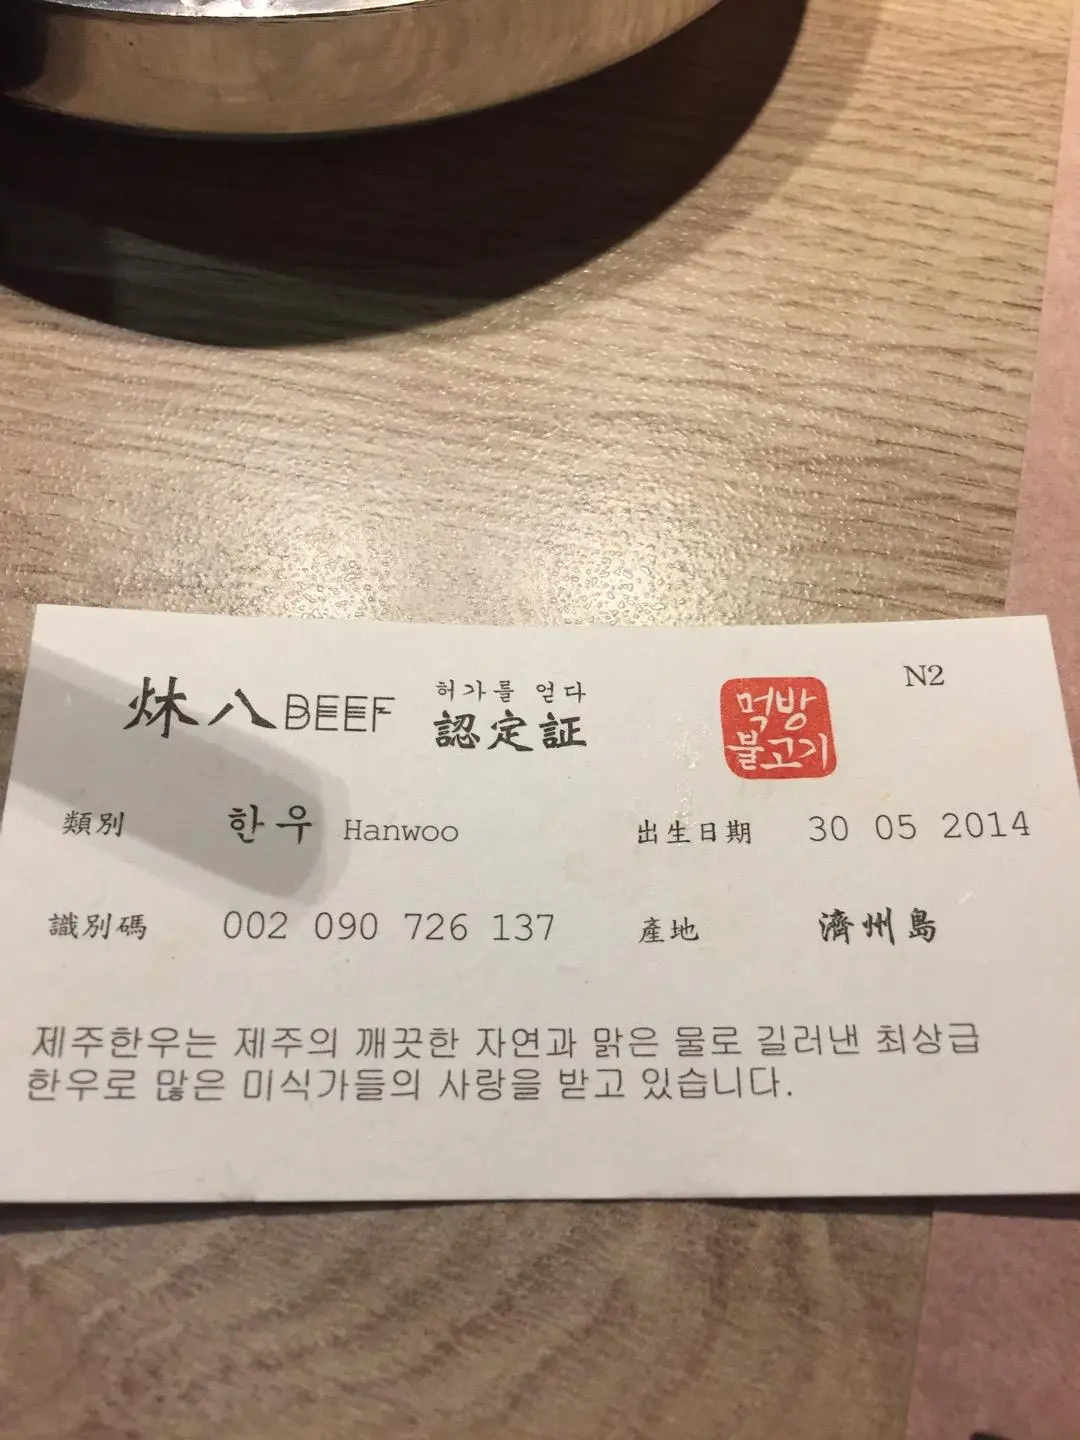 炑八BEEF
허가를 얻다
認定証
먹방
불고기
N2
類別 한우 Hanwoo
出生日期 30 05 2014
識別碼 002 090 726 137
產地 濟州島
제주한우는 제주의 깨끗한 자연과 맑은 물로 길러낸 최상급
한우로 많은 미식가들의 사랑을 받고 있습니다.